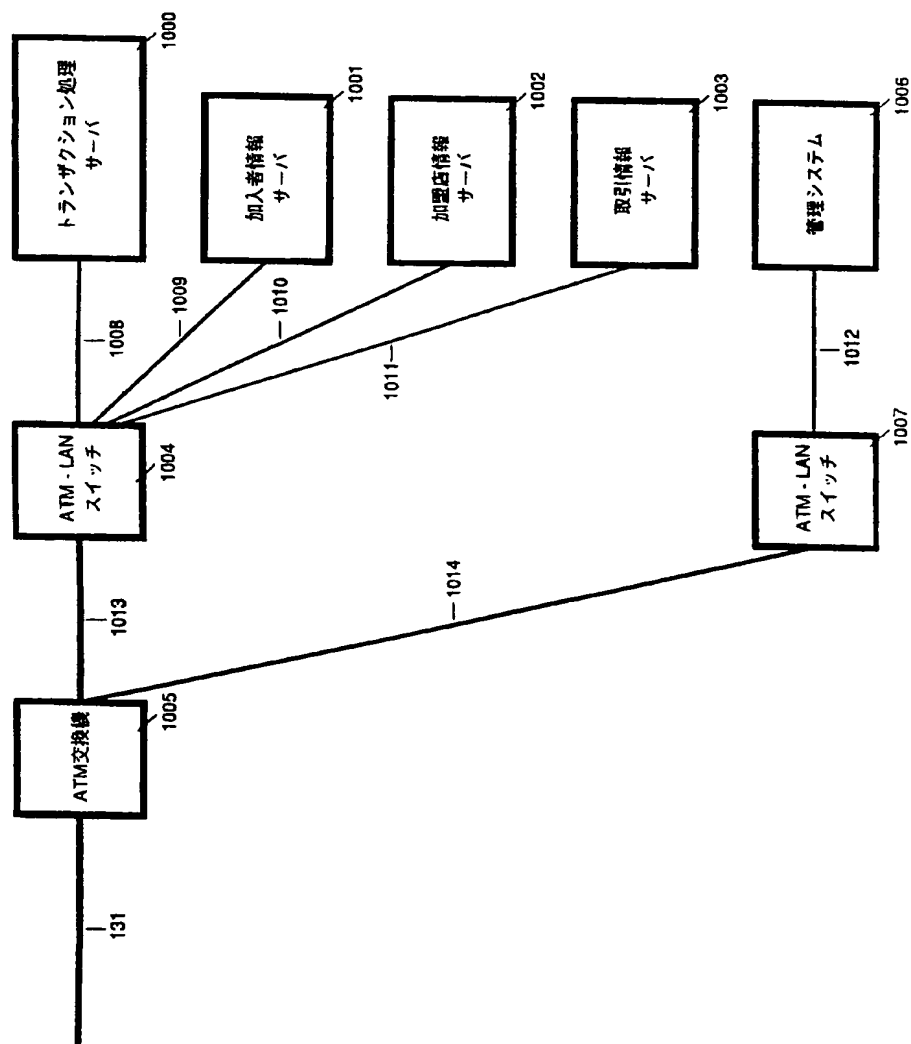 トランザクション処理
サーバ
1000
加入者情報
サーバ
1001
加盟店情報
サーバ
1002
取引情報
サーバ
1003
管理システム
1006
1008
1009
1010
1011
1012
ATM - LAN
スイッチ
1004
ATM - LAN
スイッチ
1007
1013
1014
ATM交換機
1005
131